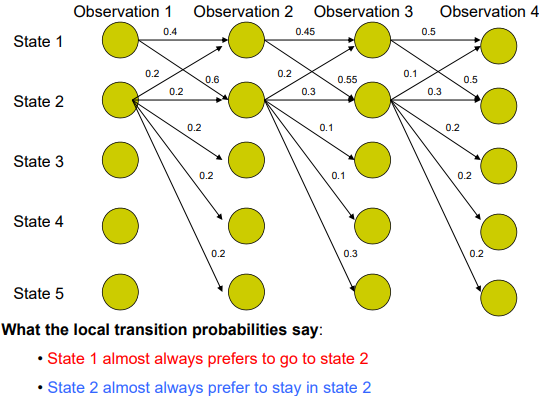 Observation 1 Observation 2 Observation 3 Observation 4
State 1 0.4 0.45 0.5
0.2 0.6 0.2 0.55 0.1 0.5
State 2 0.2 0.3 0.3
0.2 0.1 0.2
State 3 0.2 0.1 0.2
State 4
0.2 0.3 0.2
State 5
What the local transition probabilities say:
• State 1 almost always prefers to go to state 2
• State 2 almost always prefer to stay in state 2